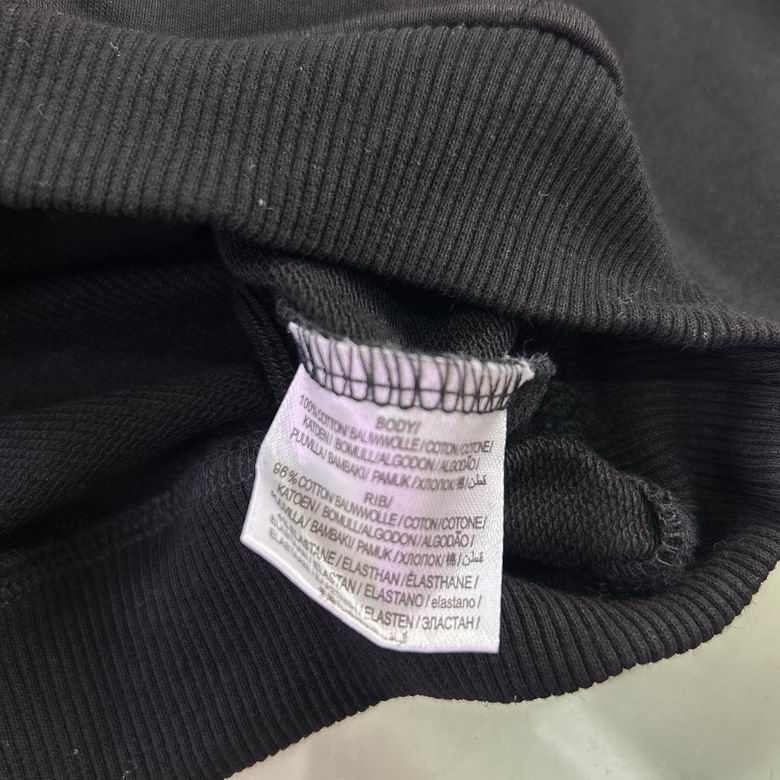 BODY/
100%COTTON/BAUMWOLLE/COTON/COTONE/
KATOEN/BOMULL/ALGODON/ALGODÃO/
PUUVILLA/BAMBAKI/PAMUK/ХЛОПОК/棉/قطن/
RIB/
96%COTTON/BAUMWOLLE/COTON/COTONE/
KATOEN/BOMULL/ALGODON/ALGODÃO/
PUUVILLA/BAMBAKI/PAMUK/ХЛОПОК/棉/قطن/
ELASTANE/ELASTHAN/ÉLASTHANE/
ELASTAN/ELASTANO/elastano/
ELASTEN/ЭЛАСТАН/